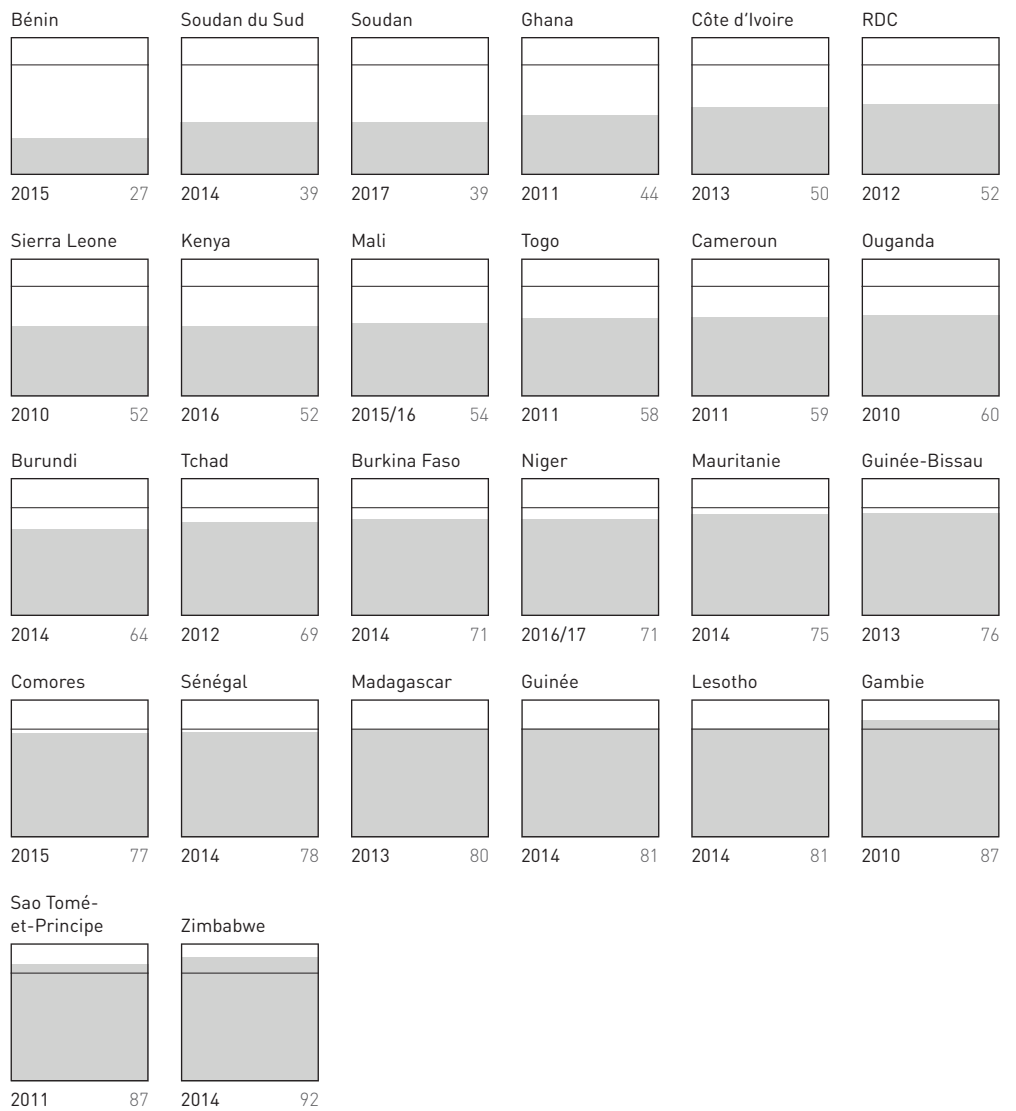 Bénin Soudan du Sud Soudan Ghana Côte d'Ivoire RDC
2015 27 2014 39 2017 39 2011 44 2013 50 2012 52
Sierra Leone Kenya Mali Togo Cameroun Ouganda
2010 52 2016 52 2015/16 54 2011 58 2011 59 2010 60
Burundi Tchad Burkina Faso Niger Mauritanie Guinée-Bissau
2014 64 2012 69 2014 71 2016/17 71 2014 75 2013 76
Comores Sénégal Madagascar Guinée Lesotho Gambie
2015 77 2014 78 2013 80 2014 81 2014 81 2010 87
Sao Tomé-
et-Principe Zimbabwe
2011 87 2014 92